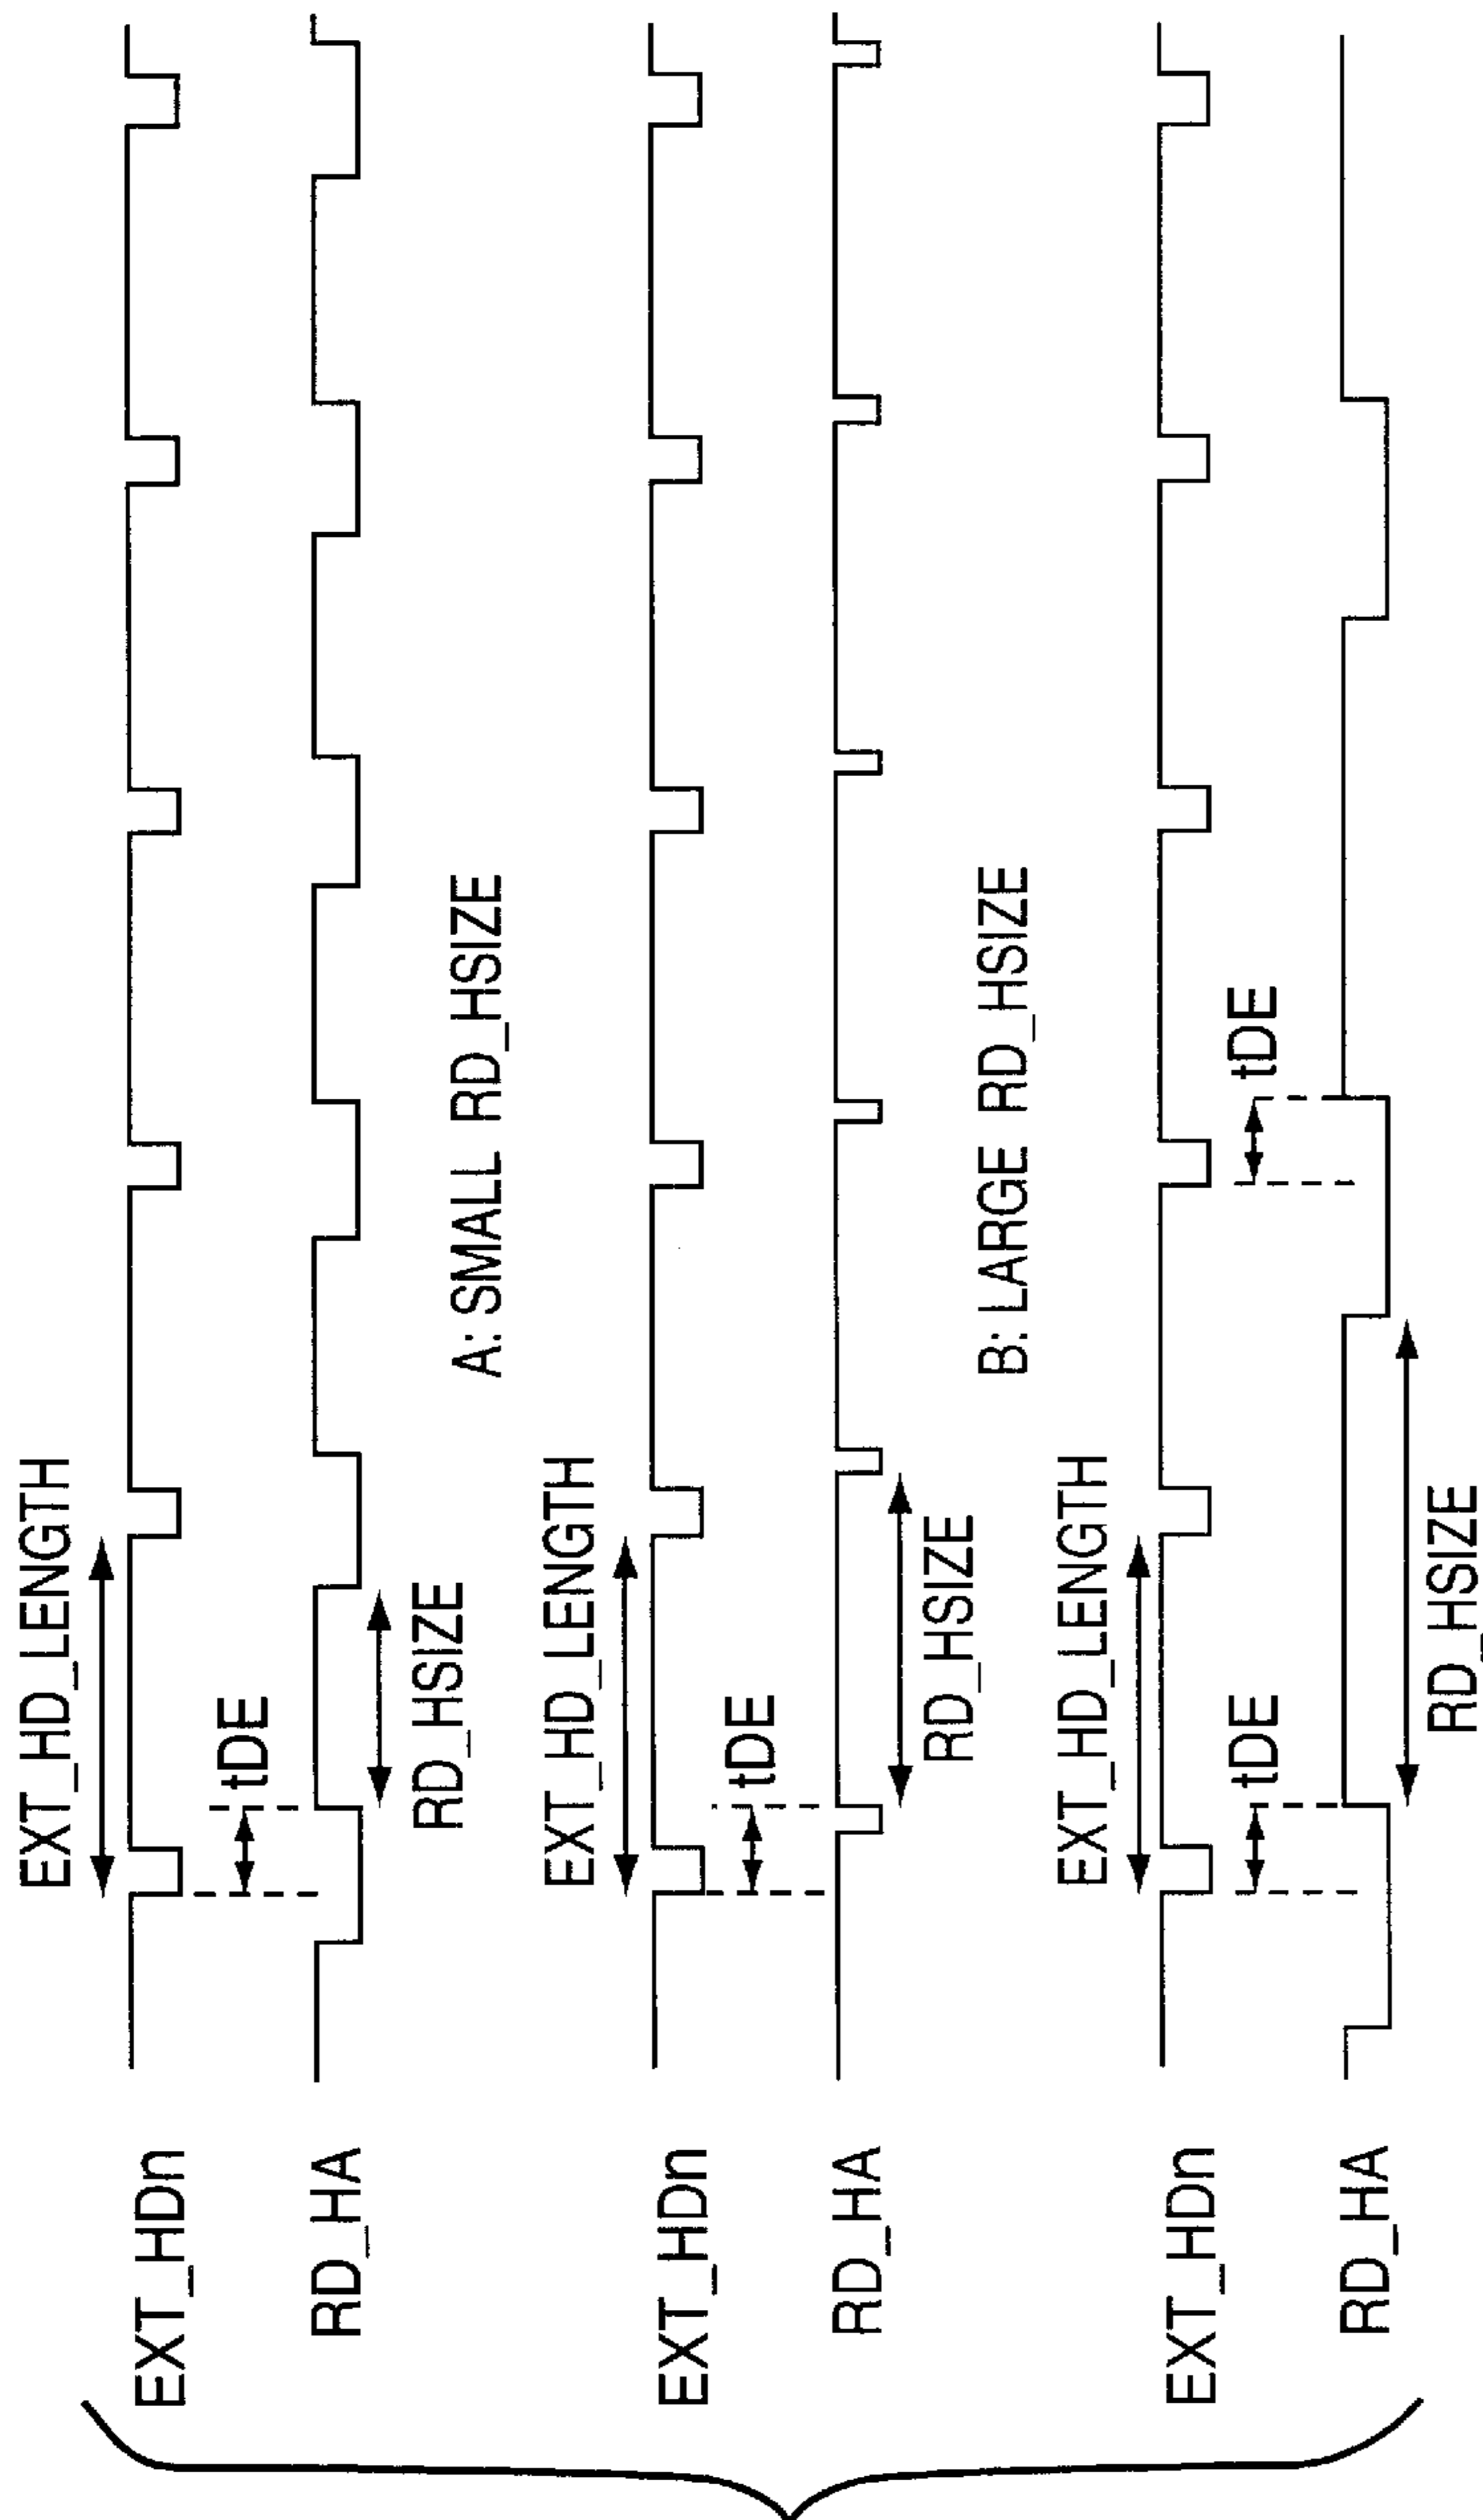 EXT_HD_LENGTH
EXT_HDn
tDE
RD_HA
RD_HSIZE
A: SMALL RD_HSIZE
EXT_HD_LENGTH
EXT_HDn
tDE
RD_HA
RD_HSIZE
B: LARGE RD_HSIZE
EXT_HD_LENGTH
EXT_HDn
tDE
tDE
RD_HA
RD_HSIZE